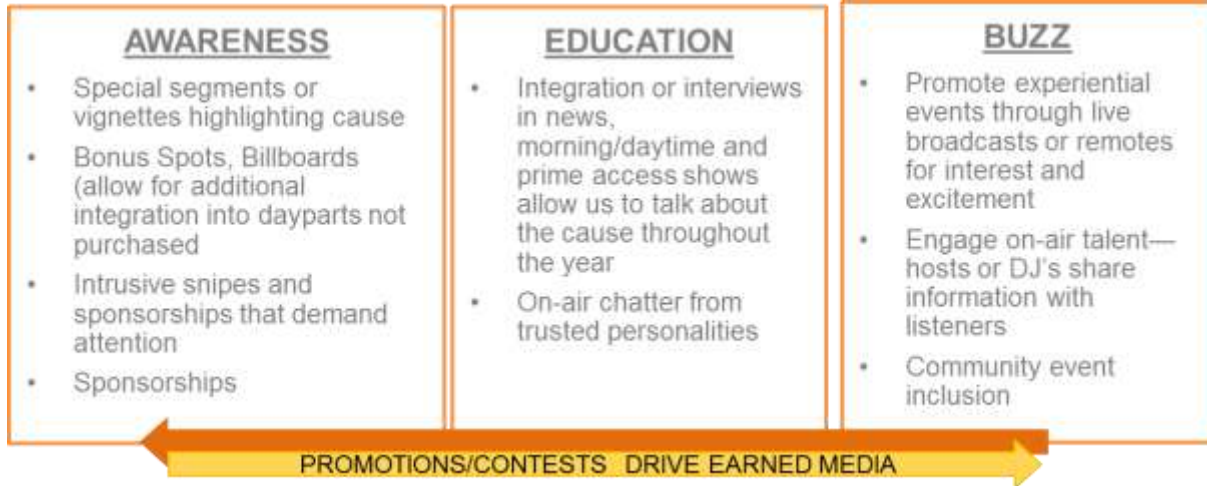 AWARENESS
• Special segments or
vignettes highlighting cause
• Bonus Spots, Billboards
(allow for additional
integration into dayparts not
purchased
• Intrusive snipes and
sponsorships that demand
attention
• Sponsorships
EDUCATION
• Integration or interviews
in news,
morning/daytime and
prime access shows
allow us to talk about
the cause throughout
the year
• On-air chatter from
trusted personalities
BUZZ
• Promote experiential
events through live
broadcasts or remotes
for interest and
excitement
• Engage on-air talent—
hosts or DJ's share
information with
listeners
• Community event
inclusion
PROMOTIONS/CONTESTS DRIVE EARNED MEDIA